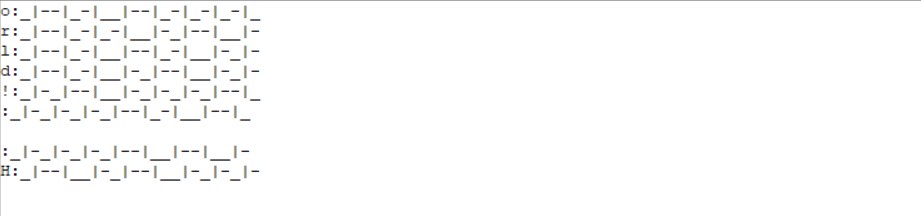 o:_|--|_-|__|--|_-|_-|_-|_
r:_|--|_-|_-|__|-_|--|__|-
l:_|--|_-|__|--|_-|__|-_|-
d:_|--|_-|__|-_|--|__|-_|-
!:_|-_|--|__|-_|-_|-_|--|_
:_|-_|-_|-_|--|_-|__|--|_
:_|-_|-_|-_|--|__|--|__|-
H:_|--|__|-_|--|__|-_|-_|-